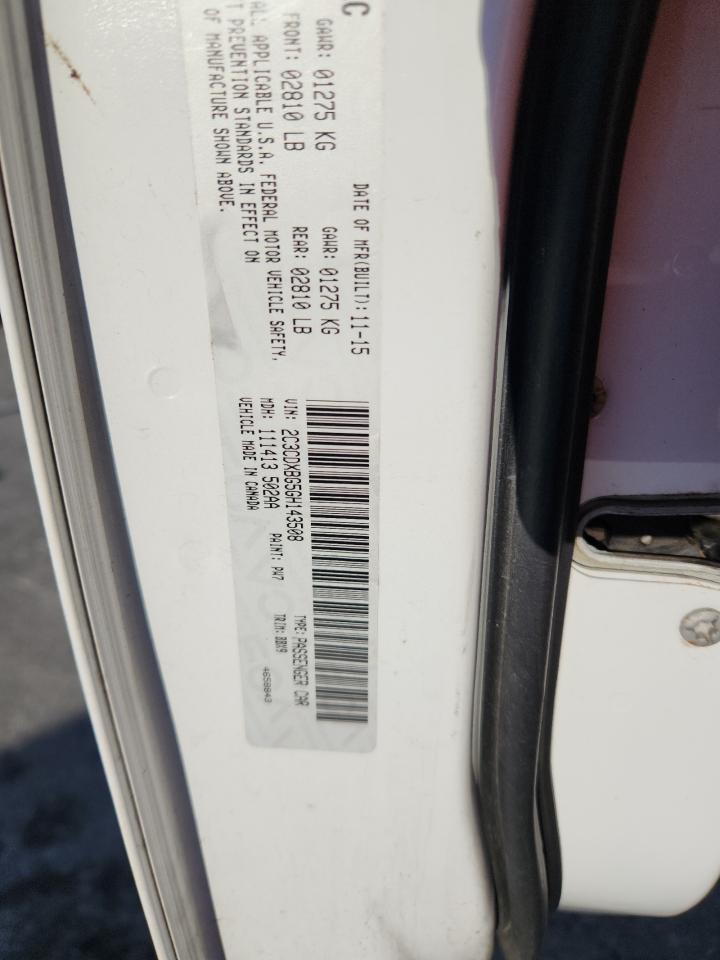 C
DATE OF MFR(BUILT): 11-15
GAWR: 01275 KG GAWR: 01275 KG
FRONT: 02810 LB REAR: 02810 LB
APPLICABLE U.S.A. FEDERAL MOTOR VEHICLE SAFETY,
PREVENTION STANDARDS IN EFFECT ON
OF MANUFACTURE SHOWN ABOVE.
VIN: 2C3CDXBG5GH143508 TYPE: PASSENGER CAR
MDH: 111413 502AA PAINT: PW7 TRIM: BBX9
VEHICLE MADE IN CANADA 4658843